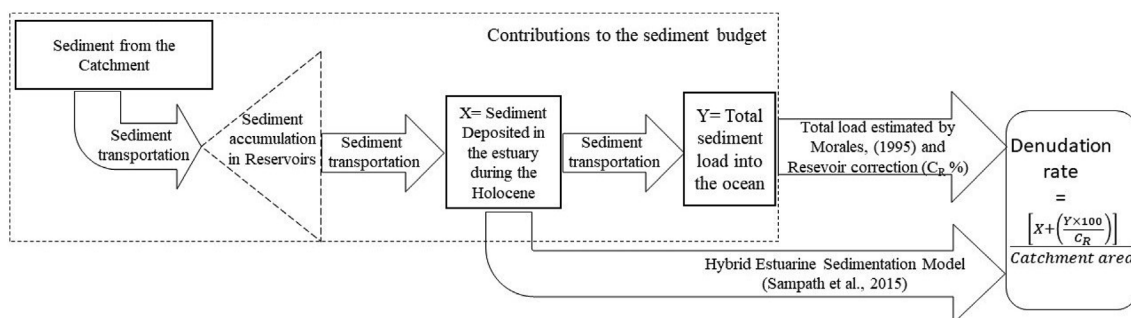 Contributions to the sediment budget
Sediment from the
Catchment
Sediment
transportation
Sediment
accumulation
in Reservoirs
Sediment
transportation
X= Sediment
Deposited in
the estuary
during the
Holocene
Sediment
transportation
Y= Total
sediment
load into
the ocean
Total load estimated by
Morales, (1995) and
Resevoir correction (C_R %)
Hybrid Estuarine Sedimentation Model
(Sampath et al., 2015)
Denudation
rate
=
[X+(Y×100/C_R)]
Catchment area